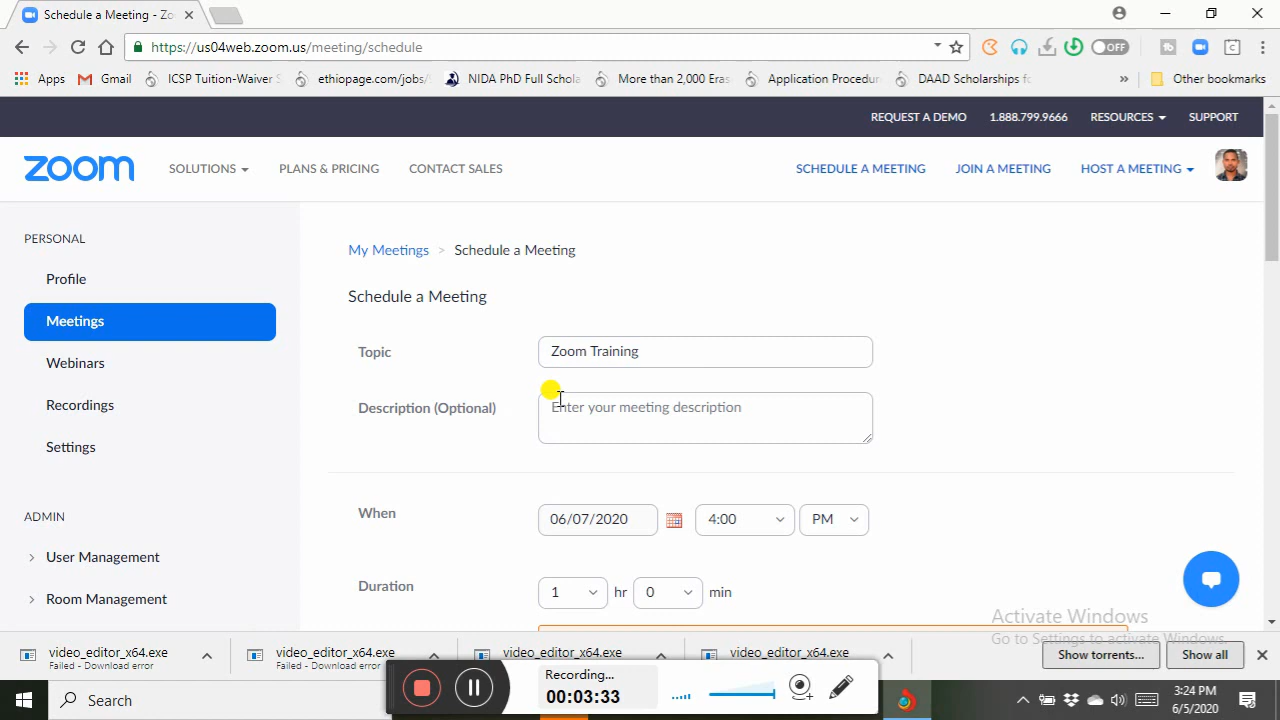 Schedule a Meeting - Zo
https://us04web.zoom.us/meeting/schedule
OFF
Apps
Gmail
ICSP Tuition-Waiver S
ethiopage.com/jobs/
NIDA PhD Full Schola
More than 2,000 Eras
Application Procedur
DAAD Scholarships fo
»
Other bookmarks
REQUEST A DEMO
1.888.799.9666
RESOURCES
SUPPORT
zoom
SOLUTIONS
PLANS & PRICING
CONTACT SALES
SCHEDULE A MEETING
JOIN A MEETING
HOST A MEETING
PERSONAL
Profile
Meetings
Webinars
Recordings
Settings
ADMIN
User Management
Room Management
My Meetings > Schedule a Meeting
Schedule a Meeting
Topic
Zoom Training
Description (Optional)
Enter your meeting description
When
06/07/2020
4:00
PM
Duration
1
hr
0
min
Activate Windows
Go to Settings to activate Windows.
video_editor_x64.exe
Failed - Download error
video_editor_x64.exe
Failed - Download error
video_editor_x64.exe
video_editor_x64.exe
Show torrents...
Show all
Recording...
00:03:33
Search
3:24 PM
6/5/2020